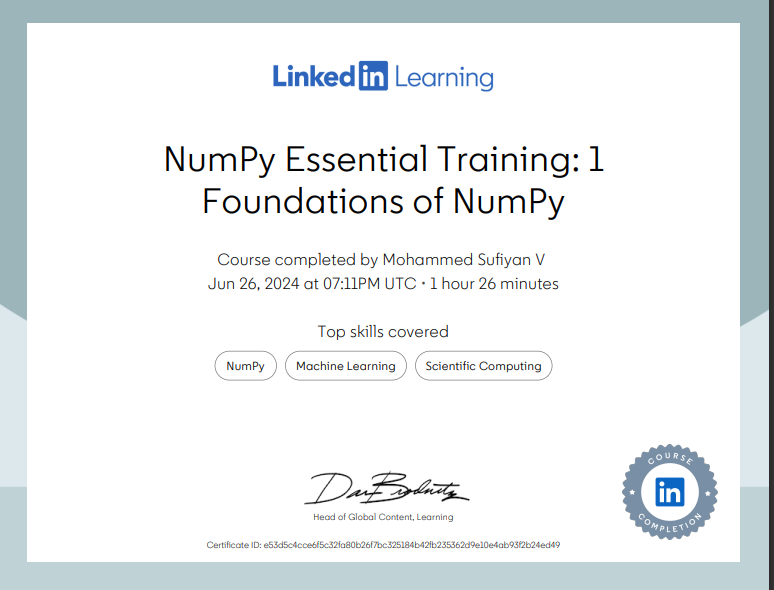 Linked in Learning
NumPy Essential Training: 1
Foundations of NumPy
Course completed by Mohammed Sufiyan V
Jun 26, 2024 at 07:11PM UTC • 1 hour 26 minutes
Top skills covered
NumPy
Machine Learning
Scientific Computing
Head of Global Content, Learning
COURSE
in
COMPLETION
Certificate ID: e53d5c4cce6f5c32fa80b26f7bc325184b42fb235362d9e10e4ab93f2b24ed49